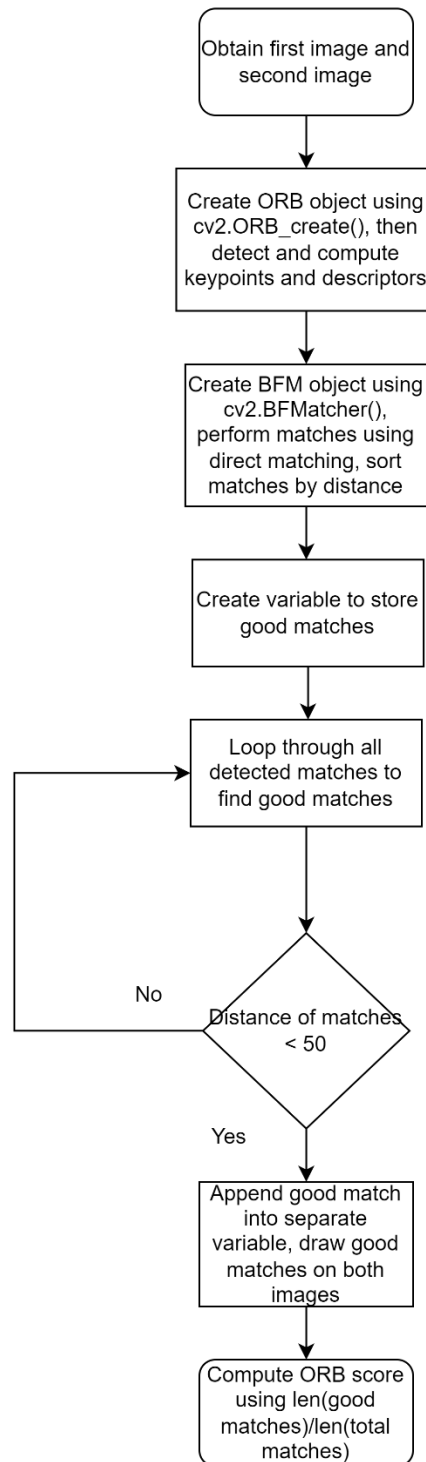 Obtain first image and
second image
Create ORB object using
cv2.ORB_create(), then
detect and compute
keypoints and descriptors
Create BFM object using
cv2.BFMatcher(),
perform matches using
direct matching, sort
matches by distance
Create variable to store
good matches
Loop through all
detected matches to
find good matches
No
Distance of matches
< 50
Yes
Append good match
into separate
variable, draw good
matches on both
images
Compute ORB score
using len(good
matches)/len(total
matches)